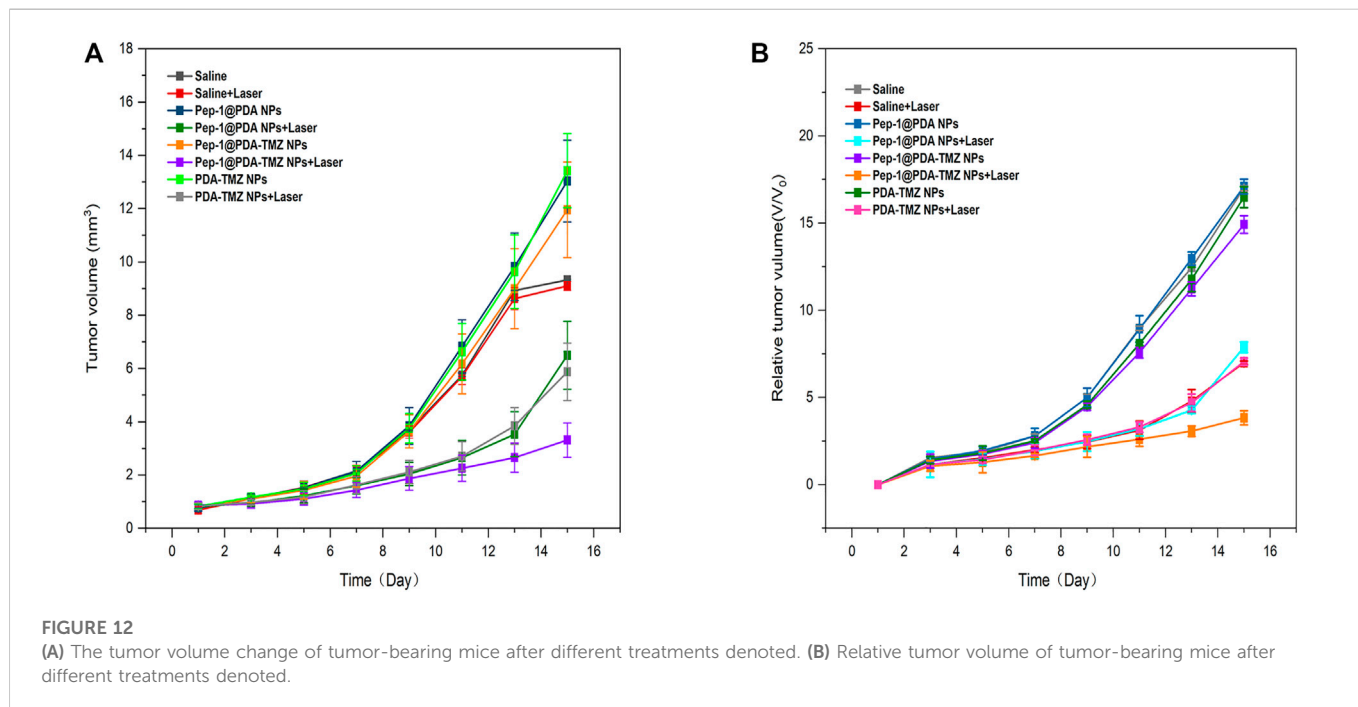 A
18
16
14
12
10
8
6
4
2
0
Tumor volume (mm³)
Saline
Saline+Laser
Pep-1@PDA NPs
Pep-1@PDA NPs+Laser
Pep-1@PDA-TMZ NPs
Pep-1@PDA-TMZ NPs+Laser
PDA-TMZ NPs
PDA-TMZ NPs+Laser
0 2 4 6 8 10 12 14 16
Time（Day）
B
25
20
15
10
5
0
Relative tumor vulume(V/V₀)
Saline
Saline+Laser
Pep-1@PDA NPs
Pep-1@PDA NPs+Laser
Pep-1@PDA-TMZ NPs
Pep-1@PDA-TMZ NPs+Laser
PDA-TMZ NPs
PDA-TMZ NPs+Laser
0 2 4 6 8 10 12 14 16
Time（Day）
FIGURE 12
(A) The tumor volume change of tumor-bearing mice after different treatments denoted. (B) Relative tumor volume of tumor-bearing mice after
different treatments denoted.